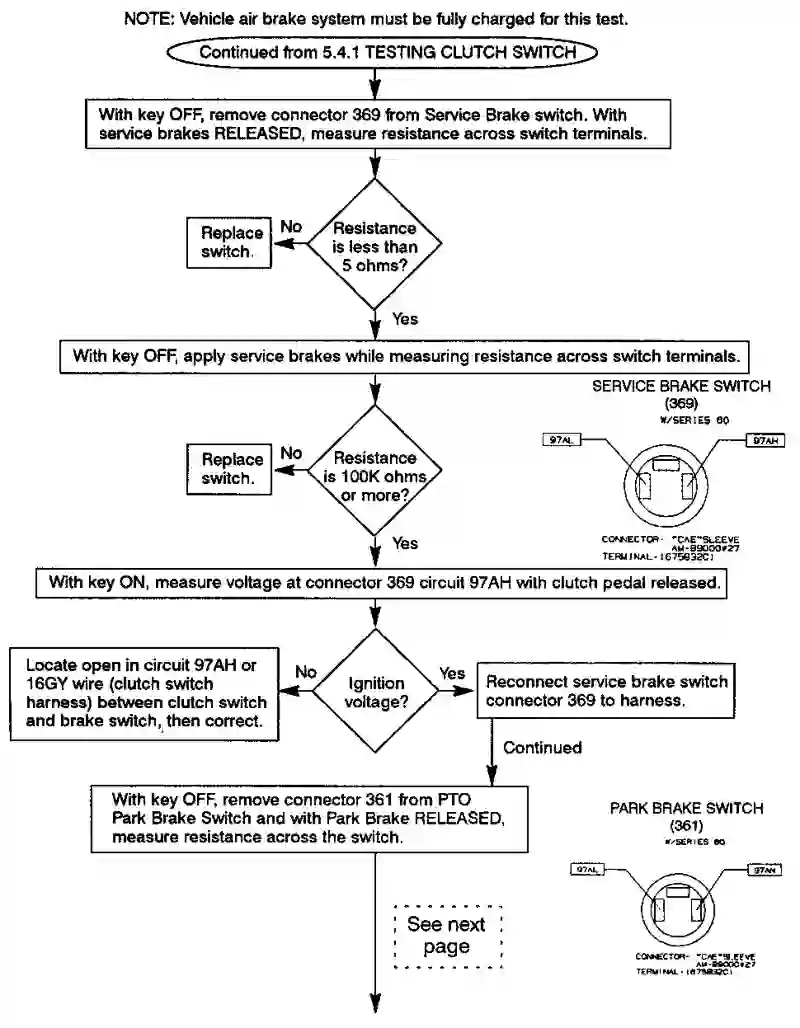 NOTE: Vehicle air brake system must be fully charged for this test.
Continued from 5.4.1 TESTING CLUTCH SWITCH
With key OFF, remove connector 369 from Service Brake switch. With
service brakes RELEASED, measure resistance across switch terminals.
Resistance
is less than
5 ohms?
No
Replace
switch.
Yes
With key OFF, apply service brakes while measuring resistance across switch terminals.
SERVICE BRAKE SWITCH
(369)
W/SERIES 60
97AL
97AH
CONNECTOR- "CAE"SLEEVE
AM-89000#27
TERMINAL-(675832C1)
Resistance
is 100K ohms
or more?
No
Replace
switch.
Yes
With key ON, measure voltage at connector 369 circuit 97AH with clutch pedal released.
Ignition
voltage?
No
Locate open in circuit 97AH or
16GY wire (clutch switch
harness) between clutch switch
and brake switch, then correct.
Yes
Reconnect service brake switch
connector 369 to harness.
Continued
With key OFF, remove connector 361 from PTO
Park Brake Switch and with Park Brake RELEASED,
measure resistance across the switch.
PARK BRAKE SWITCH
(361)
W/SERIES 60
97AL
CONNECTOR- "CAE"SLEEVE
AM-89000#27
See next
page